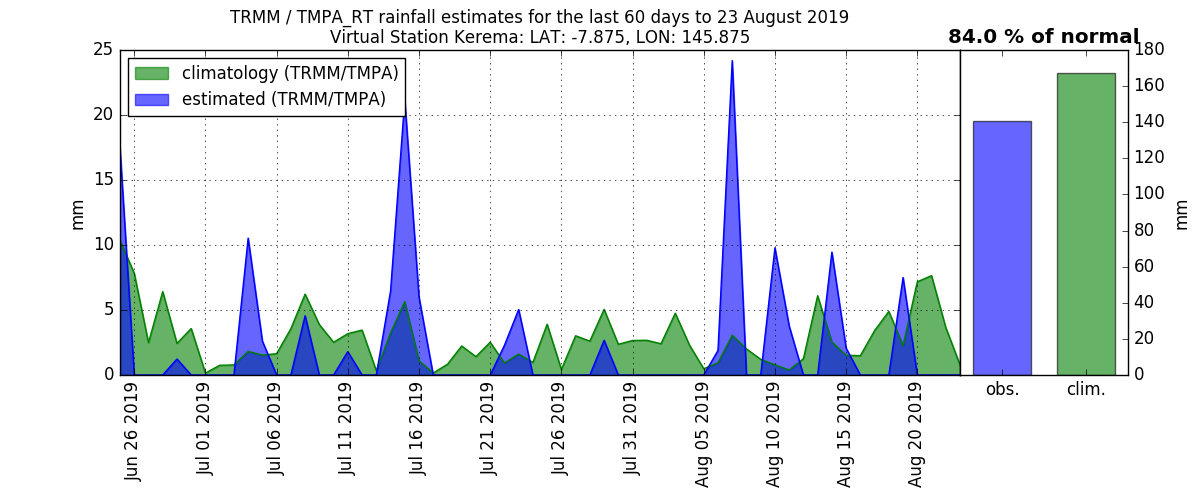 TRMM / TMPA_RT rainfall estimates for the last 60 days to 23 August 2019
Virtual Station Kerema: LAT: -7.875, LON: 145.875
84.0 % of normal
climatology (TRMM/TMPA)
estimated (TRMM/TMPA)
25
20
15
10
5
0
mm
180
160
140
120
100
80
60
40
20
0
mm
Jun 26 2019
Jul 01 2019
Jul 06 2019
Jul 11 2019
Jul 16 2019
Jul 21 2019
Jul 26 2019
Jul 31 2019
Aug 05 2019
Aug 10 2019
Aug 15 2019
Aug 20 2019
obs.
clim.